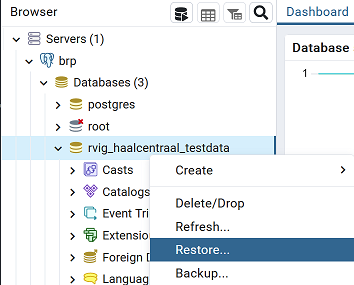 Browser
Dashboard
Servers (1)
Database
brp
1
Databases (3)
postgres
root
rvig_haalcentraal_testdata
Casts
Create
Catalogs
Delete/Drop
Event Tri
Refresh...
Extension
Restore...
Foreign D
Backup...
Languag